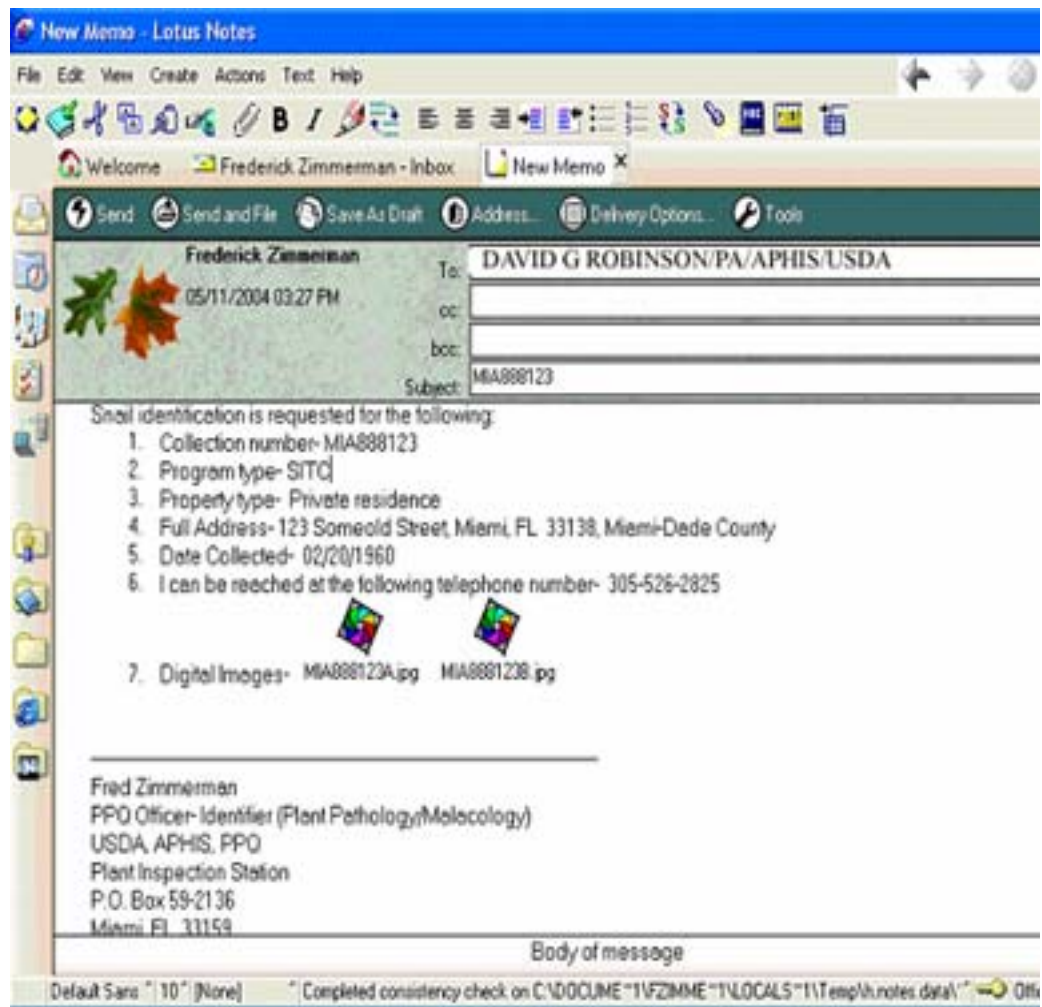 New Memo - Lotus Notes
File Edit View Create Actions Text Help
B I
Welcome Frederick Zimmerman - Inbox New Memo X
Send Send and File Save As Draft Address... Delivery Options... Tools
Frederick Zimmerman
05/11/2004 03:27 PM
To: DAVID G ROBINSON/PA/APHIS/USDA
cc:
bcc:
Subject: MIA888123
Snail identification is requested for the following:
1. Collection number- MIA888123
2. Program type- SITC
3. Property type- Private residence
4. Full Address- 123 Someold Street, Miami, FL 33138, Miami-Dade County
5. Date Collected- 02/20/1960
6. I can be reached at the following telephone number- 305-526-2825
7. Digital Images- MIA888123A.jpg MIA888123B.jpg
Fred Zimmerman
PPQ Officer- Identifier (Plant Pathology/Malacology)
USDA, APHIS, PPQ
Plant Inspection Station
P.O. Box 59-2136
Miami, FL 33159
Body of message
Default Sans 10 [None] Completed consistency check on C:\DOCUME~1\FZIMME~1\LOCALS~1\Temp\h.notes.data\